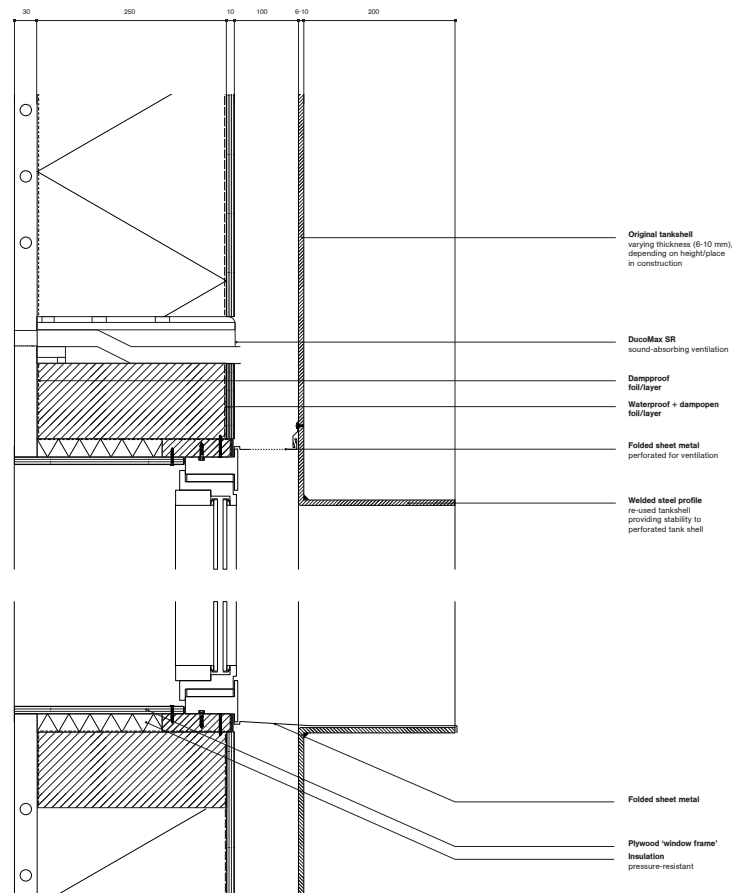 30 250 10 100 6-10 200
Original tankshell
varying thickness (6-10 mm),
depending on height/place
in construction
DucoMax SR
sound-absorbing ventilation
Dampproof
foil/layer
Waterproof + dampopen
foil/layer
Folded sheet metal
perforated for ventilation
Welded steel profile
re-used tankshell
providing stability to
perforated tank shell
Folded sheet metal
Plywood ‘window frame’
Insulation
pressure-resistant